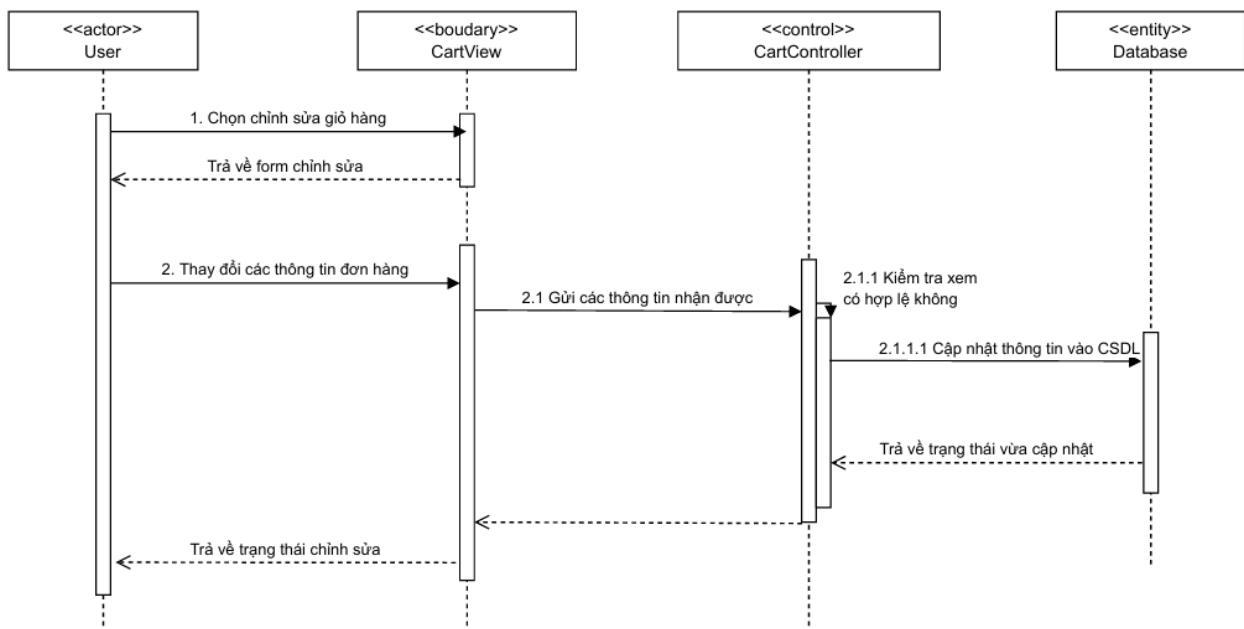 <<actor>>
User
<<boudary>>
CartView
<<control>>
CartController
<<entity>>
Database
1. Chọn chỉnh sửa giỏ hàng
Trả về form chỉnh sửa
2. Thay đổi các thông tin đơn hàng
2.1 Gửi các thông tin nhận được
2.1.1 Kiểm tra xem
có hợp lệ không
2.1.1.1 Cập nhật thông tin vào CSDL
Trả về trạng thái vừa cập nhật
Trả về trạng thái chỉnh sửa